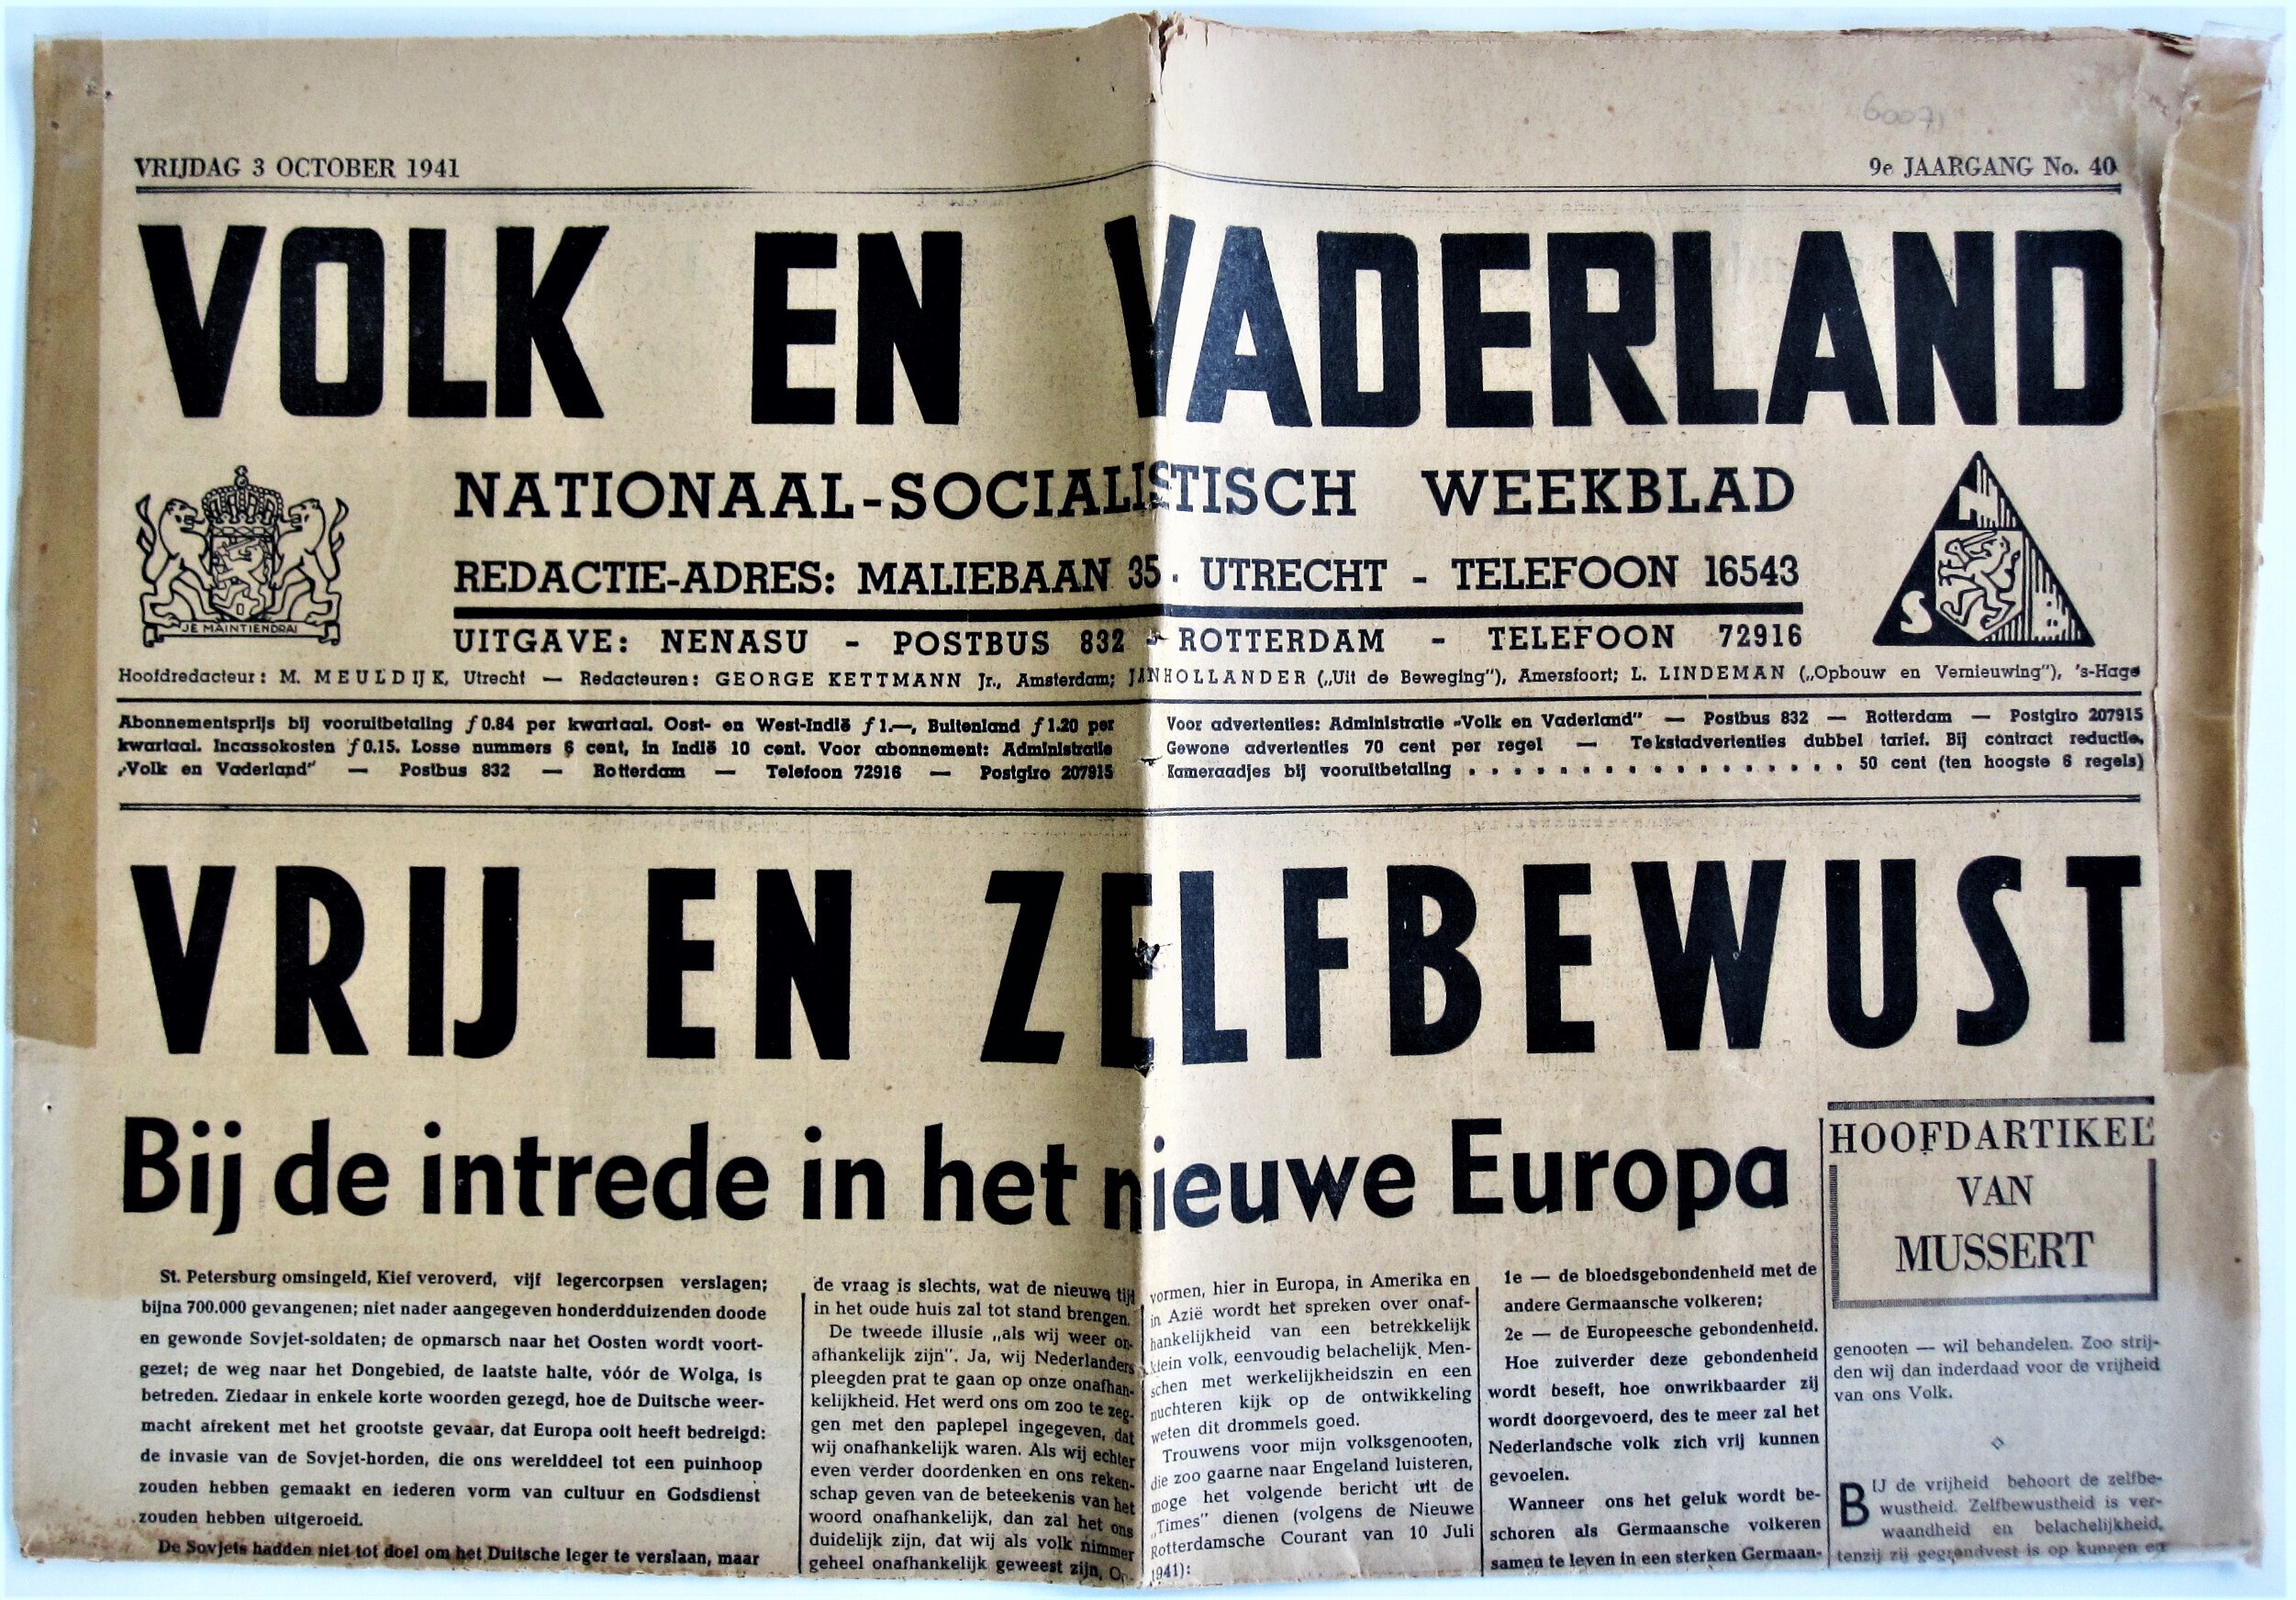 VRIJDAG 3 OCTOBER 1941
9e JAARGANG No. 40
VOLK EN VADERLAND
NATIONAAL-SOCIALISTISCH WEEKBLAD
REDACTIE-ADRES: MALIEBAAN 35 - UTRECHT - TELEFOON 16543
UITGAVE: NENASU - POSTBUS 832 - ROTTERDAM - TELEFOON 72916
JE MAINTIENDRAI
N
S
B
Hoofdredacteur: M. MEULDIJK, Utrecht — Redacteuren: GEORGE KETTMANN Jr., Amsterdam; JAN HOLLANDER („Uit de Beweging"), Amersfoort; L. LINDEMAN („Opbouw en Vernieuwing"), 's-Hage
Abonnementsprijs bij vooruitbetaling ƒ 0.84 per kwartaal. Oost- en West-Indië ƒ 1.—, Buitenland ƒ 1.20 per
kwartaal. Incassokosten ƒ 0.15. Losse nummers 6 cent, in Indië 10 cent. Voor abonnement: Administratie
„Volk en Vaderland" — Postbus 832 — Rotterdam — Telefoon 72916 — Postgiro 207915
Voor advertenties: Administratie „Volk en Vaderland" — Postbus 832 — Rotterdam — Postgiro 207915
Gewone advertenties 70 cent per regel — Tekstadvertenties dubbel tarief. Bij contract reductie.
Kameraadjes bij vooruitbetaling . . . . . . . . . . . . . . . . . 50 cent (ten hoogste 6 regels)
VRIJ EN ZELFBEWUST
Bij de intrede in het nieuwe Europa
HOOFDARTIKEL
VAN
MUSSERT
St. Petersburg omsingeld, Kief veroverd, vijf legercorpsen verslagen;
bijna 700.000 gevangenen; niet nader aangegeven honderdduizenden doode
en gewonde Sovjet-soldaten; de opmarsch naar het Oosten wordt voort-
gezet; de weg naar het Dongebied, de laatste halte, vóór de Wolga, is
betreden. Ziedaar in enkele korte woorden gezegd, hoe de Duitsche weer-
macht afrekent met het grootste gevaar, dat Europa ooit heeft bedreigd:
de invasie van de Sovjet-horden, die ons werelddeel tot een puinhoop
zouden hebben gemaakt en iederen vorm van cultuur en Godsdienst
zouden hebben uitgeroeid.
De Sovjets hadden niet tot doel om het Duitsche leger te verslaan, maar
de vraag is slechts, wat de nieuwe tijd
in het oude huis zal tot stand brengen.
De tweede illusie „als wij weer on-
afhankelijk zijn". Ja, wij Nederlanders
pleegden prat te gaan op onze onafhan-
kelijkheid. Het werd ons om zoo te zeg-
gen met den paplepel ingegeven, dat
wij onafhankelijk waren. Als wij echter
even verder doordenken en ons reken-
schap geven van de beteekenis van het
woord onafhankelijk, dan zal het ons
duidelijk zijn, dat wij als volk nimmer
geheel onafhankelijk geweest zijn. Op
vormen, hier in Europa, in Amerika en
in Azië wordt het spreken over onaf-
hankelijkheid van een betrekkelijk
klein volk, eenvoudig belachelijk. Men-
schen met werkelijkheidszin en een
nuchteren kijk op de ontwikkeling
weten dit drommels goed.
Trouwens voor mijn volksgenooten,
die zoo gaarne naar Engeland luisteren,
moge het volgende bericht uit de
„Times" dienen (volgens de Nieuwe
Rotterdamsche Courant van 10 Juli
1941):
1e — de bloedsgebondenheid met de
andere Germaansche volkeren;
2e — de Europeesche gebondenheid.
Hoe zuiverder deze gebondenheid
wordt beseft, hoe onwrikbaarder zij
wordt doorgevoerd, des te meer zal het
Nederlandsche volk zich vrij kunnen
gevoelen.
Wanneer ons het geluk wordt be-
schoren als Germaansche volkeren
samen te leven in een sterken Germaan-
genooten — wil behandelen. Zoo strij-
den wij dan inderdaad voor de vrijheid
van ons Volk.
BIJ de vrijheid behoort de zelfbe-
wustheid. Zelfbewustheid is ver-
waandheid en belachelijkheid,
tenzij zij gegrondvest is op kunnen en